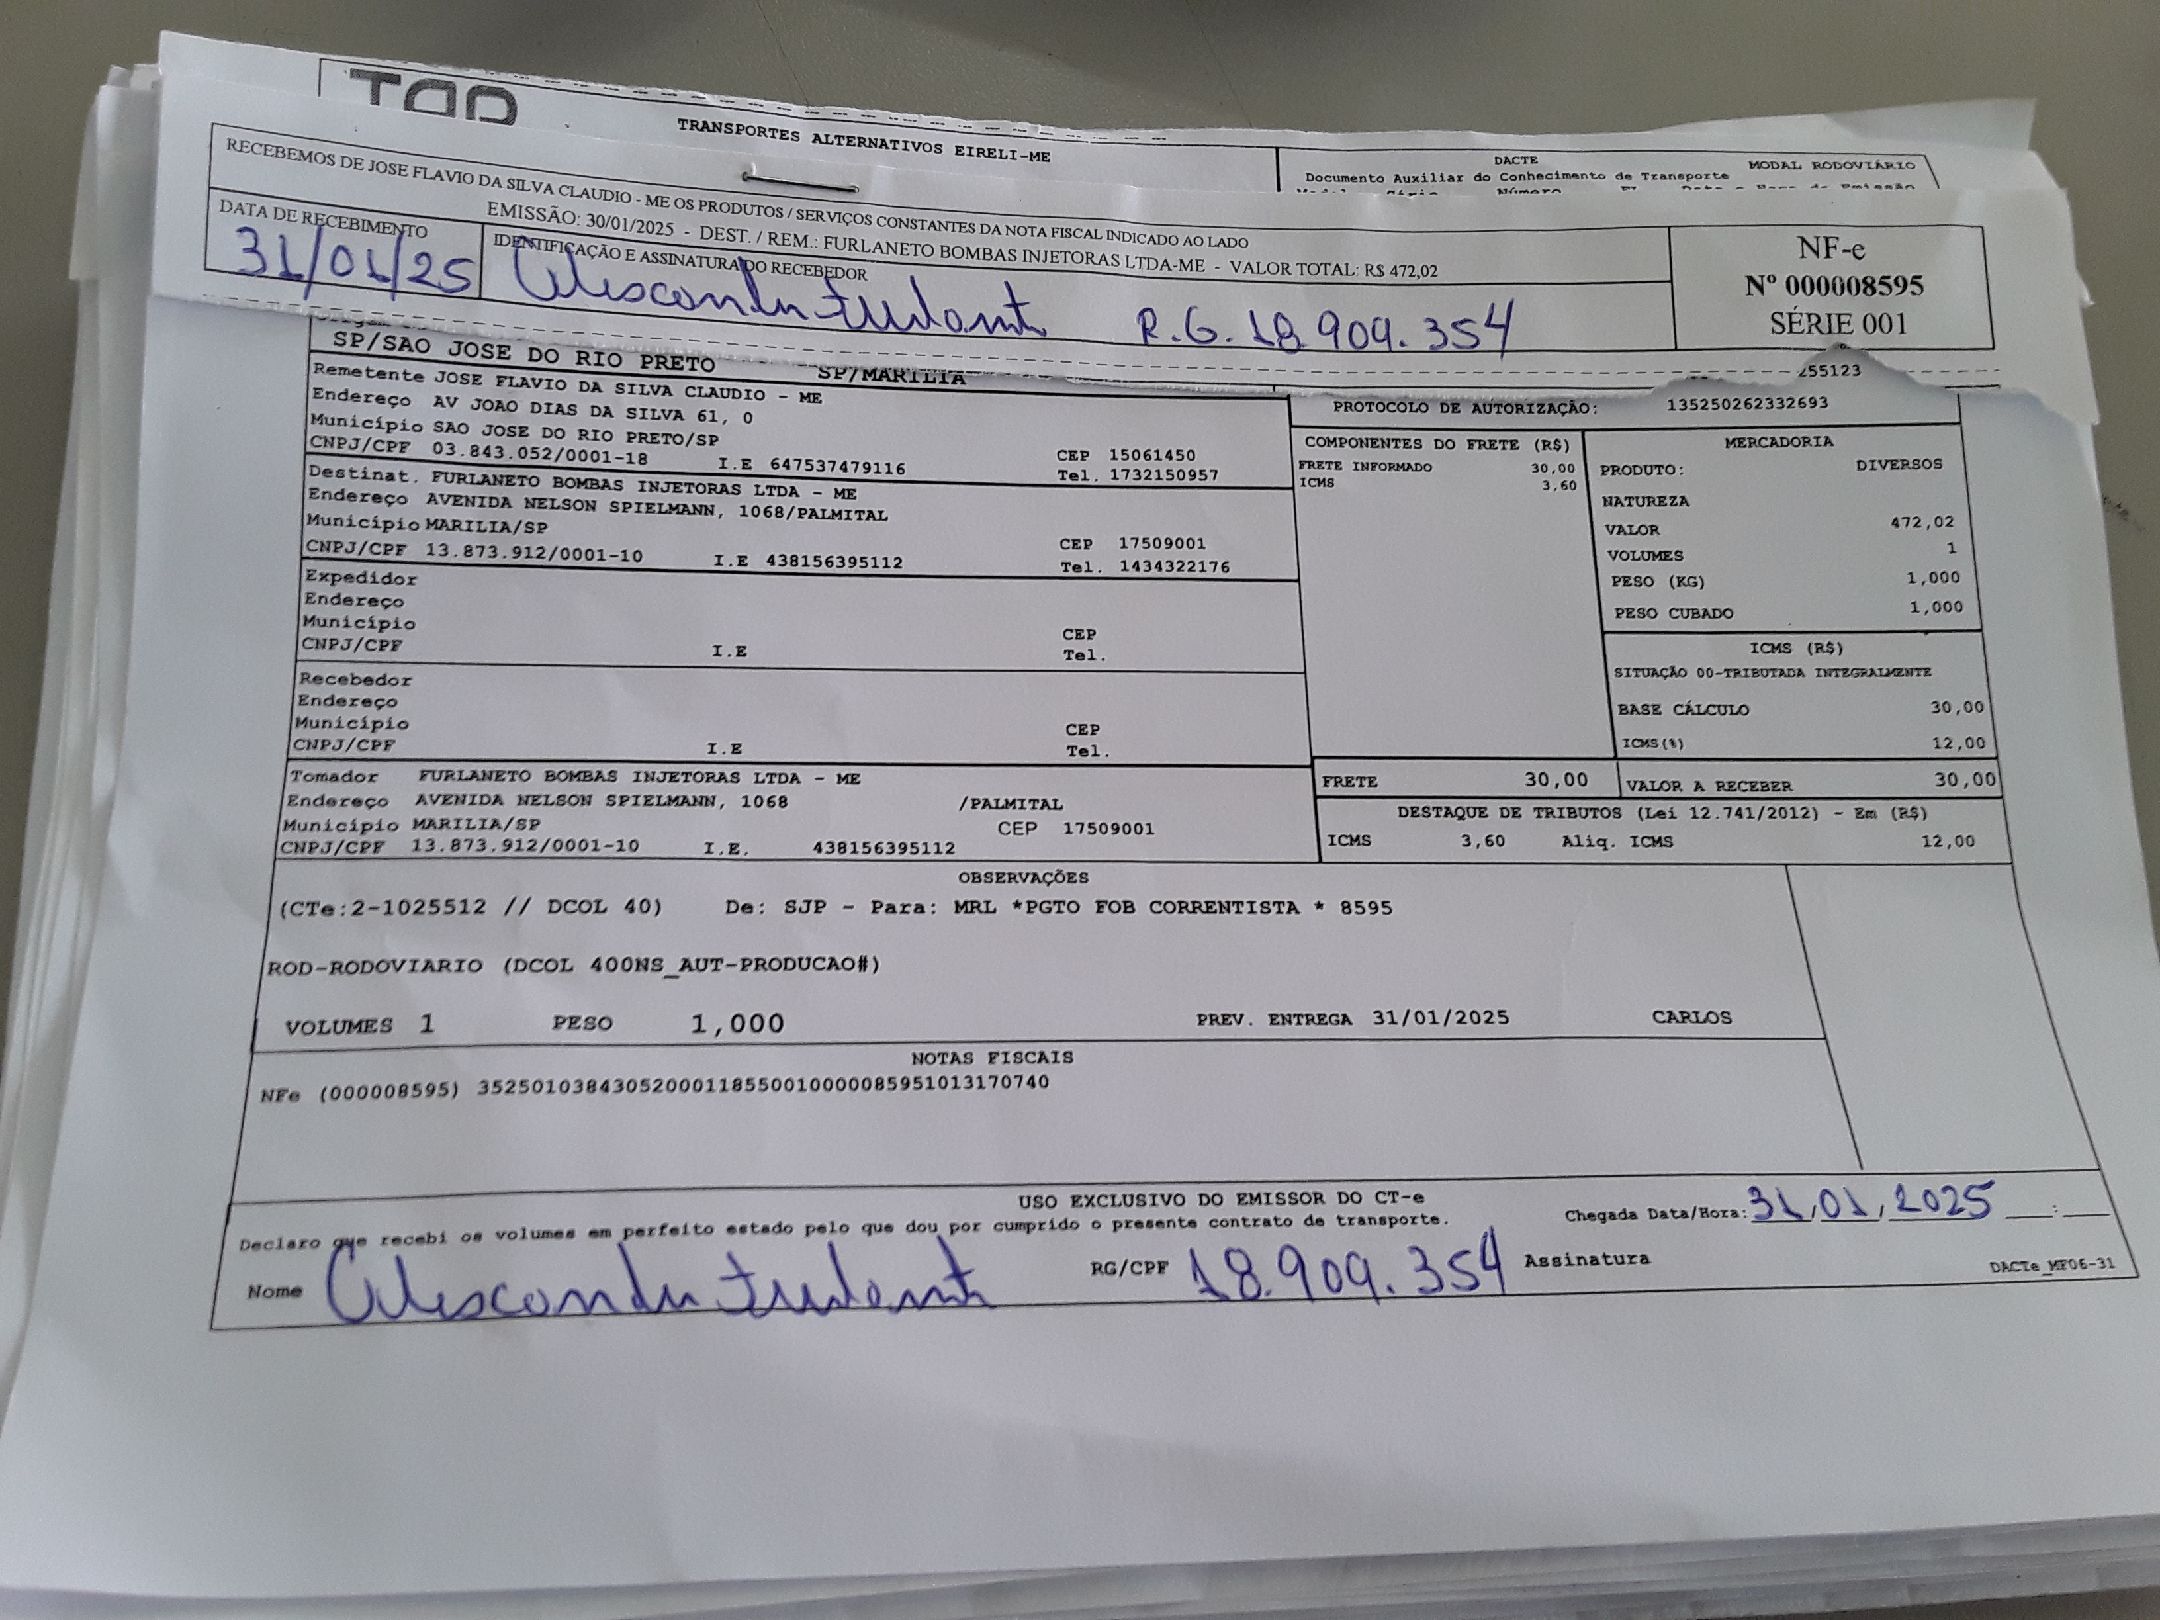 TRANSPORTES ALTERNATIVOS EIRELI-ME
DACTE MODAL RODOVIÁRIO
Documento Auxiliar do Conhecimento de Transporte
RECEBEMOS DE JOSE FLAVIO DA SILVA CLAUDIO - ME OS PRODUTOS / SERVIÇOS CONSTANTES DA NOTA FISCAL INDICADO AO LADO
EMISSÃO: 30/01/2025 - DEST. / REM.: FURLANETO BOMBAS INJETORAS LTDA-ME - VALOR TOTAL: R$ 472,02
DATA DE RECEBIMENTO
31/01/25
IDENTIFICAÇÃO E ASSINATURA DO RECEBEDOR
R.G. 18.909.354
NF-e
Nº 000008595
SÉRIE 001
SP/SAO JOSE DO RIO PRETO SP/MARILIA
255123
Remetente JOSE FLAVIO DA SILVA CLAUDIO - ME
Endereço AV JOAO DIAS DA SILVA 61, 0
Município SAO JOSE DO RIO PRETO/SP CEP 15061450
CNPJ/CPF 03.843.052/0001-18 I.E 647537479116 Tel. 1732150957
Destinat. FURLANETO BOMBAS INJETORAS LTDA - ME
Endereço AVENIDA NELSON SPIELMANN, 1068/PALMITAL
Município MARILIA/SP CEP 17509001
CNPJ/CPF 13.873.912/0001-10 I.E 438156395112 Tel. 1434322176
Expedidor
Endereço
Município CEP
CNPJ/CPF I.E Tel.
Recebedor
Endereço
Município CEP
CNPJ/CPF I.E Tel.
Tomador FURLANETO BOMBAS INJETORAS LTDA - ME
Endereço AVENIDA NELSON SPIELMANN, 1068 /PALMITAL
Município MARILIA/SP CEP 17509001
CNPJ/CPF 13.873.912/0001-10 I.E. 438156395112
PROTOCOLO DE AUTORIZAÇÃO: 135250262332693
COMPONENTES DO FRETE (R$)
FRETE INFORMADO 30,00
ICMS 3,60
MERCADORIA
PRODUTO: DIVERSOS
NATUREZA
VALOR 472,02
VOLUMES 1
PESO (KG) 1,000
PESO CUBADO 1,000
ICMS (R$)
SITUAÇÃO 00-TRIBUTADA INTEGRALMENTE
BASE CÁLCULO 30,00
ICMS(%) 12,00
FRETE 30,00 VALOR A RECEBER 30,00
DESTAQUE DE TRIBUTOS (Lei 12.741/2012) - Em (R$)
ICMS 3,60 Aliq. ICMS 12,00
OBSERVAÇÕES
(CTe:2-1025512 // DCOL 40) De: SJP - Para: MRL *PGTO FOB CORRENTISTA * 8595
ROD-RODOVIARIO (DCOL 400NS_AUT-PRODUCAO#)
VOLUMES 1 PESO 1,000 PREV. ENTREGA 31/01/2025 CARLOS
NOTAS FISCAIS
NFe (000008595) 35250103843052000118550010000085951013170740
USO EXCLUSIVO DO EMISSOR DO CT-e
Declaro que recebi os volumes em perfeito estado pelo que dou por cumprido o presente contrato de transporte.
Chegada Data/Hora: 31/01/2025 __:__
Nome RG/CPF 18.909.354 Assinatura
DACTe_MF06-31